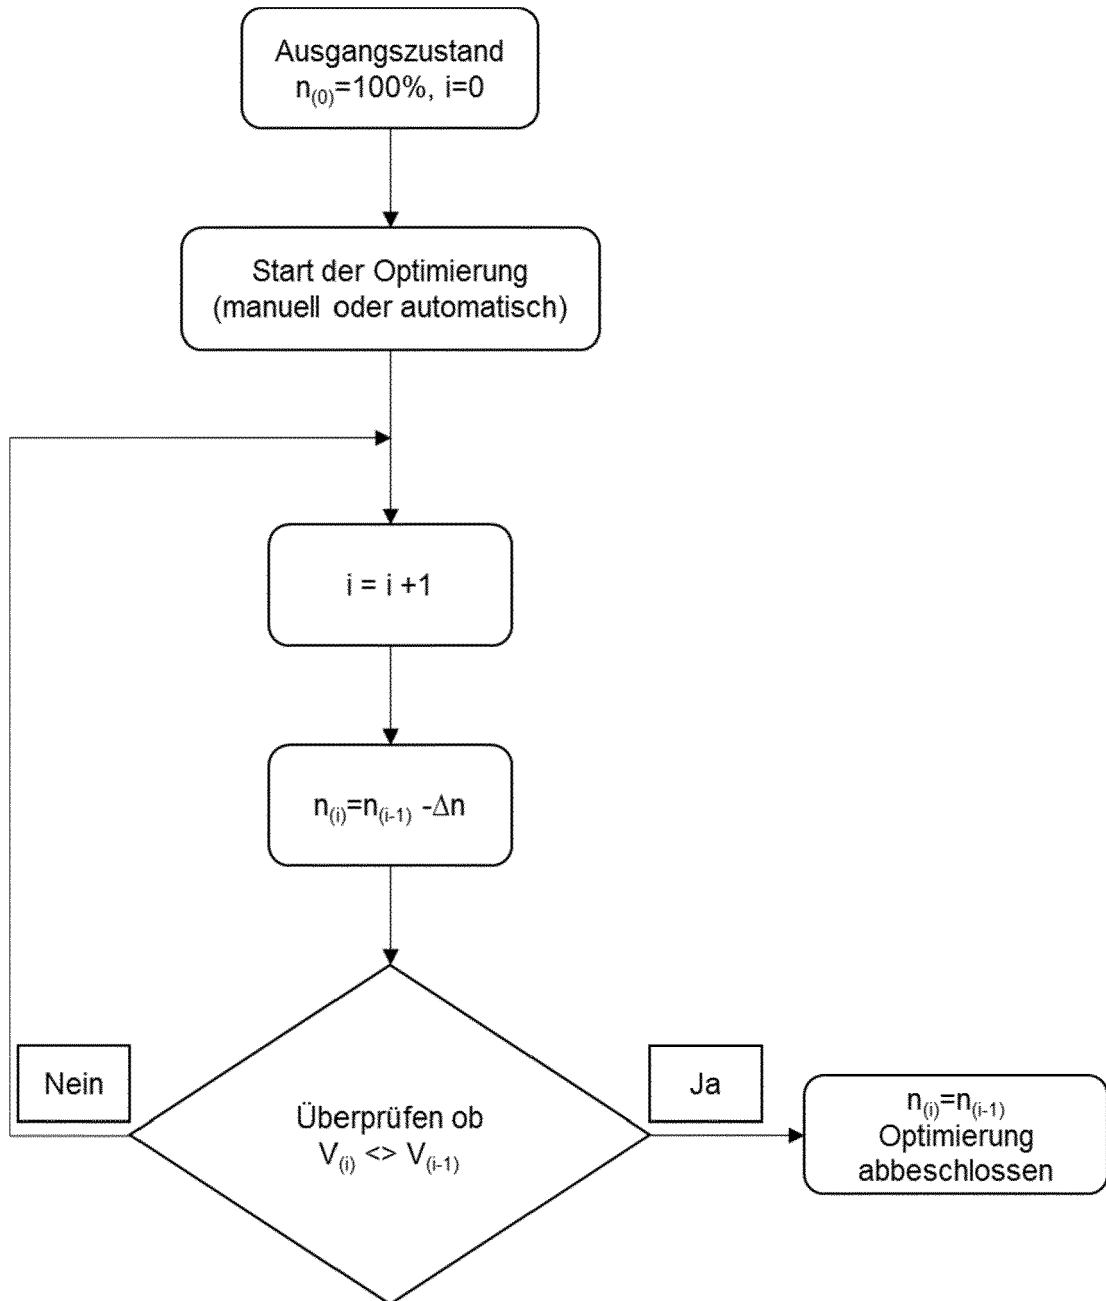 Ausgangszustand
n(0)=100%, i=0
Start der Optimierung
(manuell oder automatisch)
i = i +1
n(i)=n(i-1) -Δn
Nein
Ja
Überprüfen ob
V(i) <> V(i-1)
n(i)=n(i-1)
Optimierung
abbeschlossen